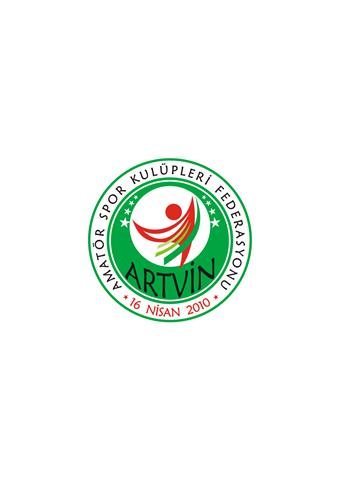 AMATÖR SPOR KULÜPLERİ FEDERASYONU
ARTVİN
* 16 NİSAN 2010 *